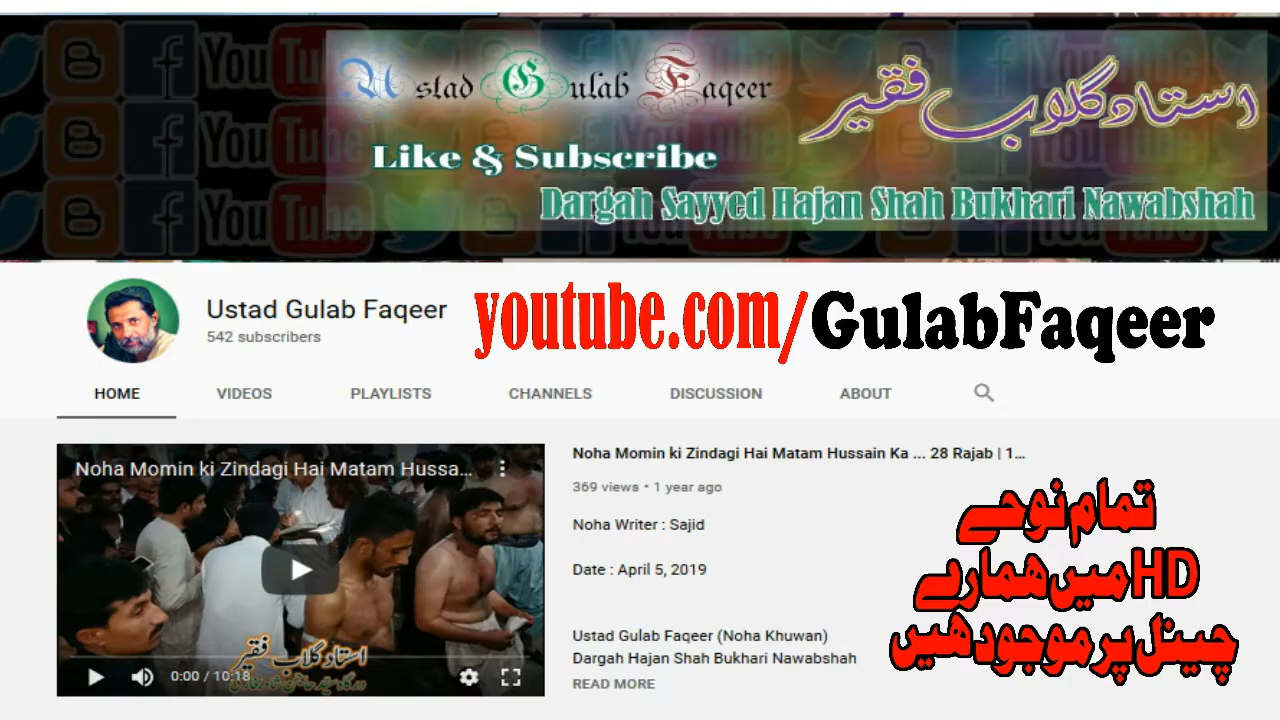 Ustad Gulab Faqeer
استاد گلاب فقیر
Like & Subscribe
Dargah Sayyed Hajan Shah Bukhari Nawabshah
Ustad Gulab Faqeer
542 subscribers
youtube.com/GulabFaqeer
HOME VIDEOS PLAYLISTS CHANNELS DISCUSSION ABOUT
Noha Momin ki Zindagi Hai Matam Hussa...
Noha Momin ki Zindagi Hai Matam Hussain Ka ... 28 Rajab | 1...
369 views • 1 year ago
Noha Writer : Sajid
Date : April 5, 2019
Ustad Gulab Faqeer (Noha Khuwan)
Dargah Hajan Shah Bukhari Nawabshah
READ MORE
استاد گلاب فقیر
0:00 / 10:18
تمام نوحے
HD میں ھمارے
چینل پر موجود ھیں